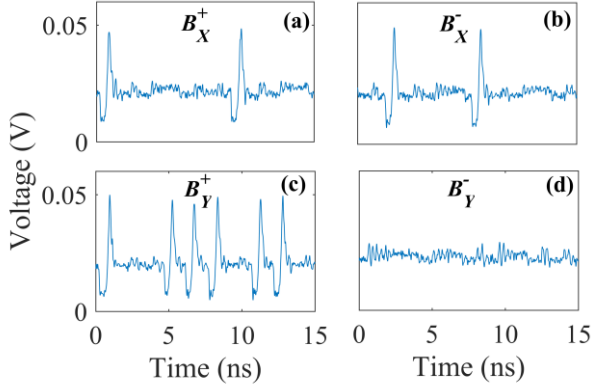 0.05
B_X^+ (a)
B_X^- (b)
0
0.05
B_Y^+ (c)
B_Y^- (d)
0
Voltage (V)
0 5 10 15
0 5 10 15
Time (ns)
Time (ns)